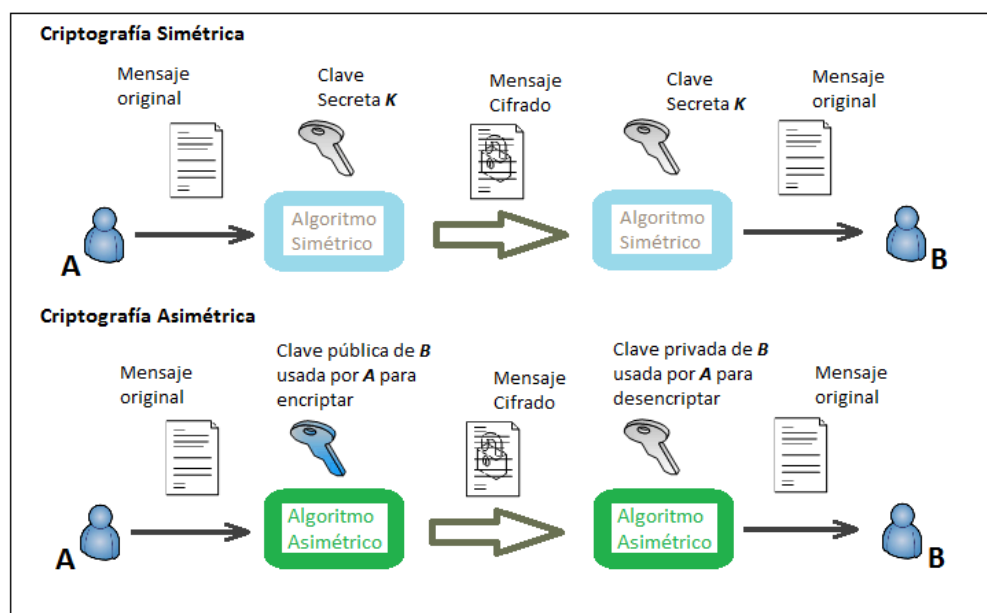 Criptografía Simétrica
Mensaje
original
Clave
Secreta K
Mensaje
Cifrado
Clave
Secreta K
Mensaje
original
Algoritmo
Simétrico
Algoritmo
Simétrico
A
B
Criptografía Asimétrica
Mensaje
original
Clave pública de B
usada por A para
encriptar
Mensaje
Cifrado
Clave privada de B
usada por A para
desencriptar
Mensaje
original
Algoritmo
Asimétrico
Algoritmo
Asimétrico
A
B